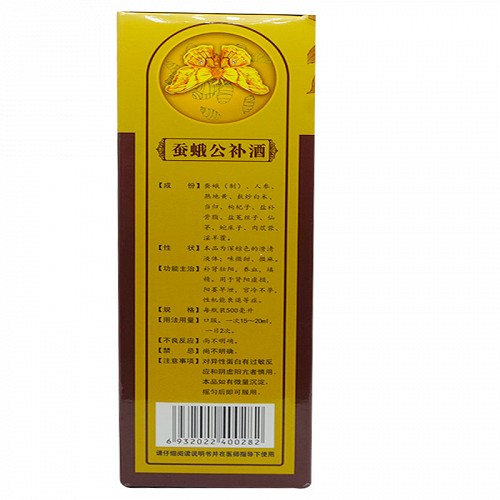 蚕蛾公补酒
【成份】 蚕蛾（制）、人参、
熟地黄、麸炒白术、
当归、枸杞子、盐补
骨脂、盐菟丝子、仙
茅、蛇床子、肉苁蓉、
淫羊藿。
【性状】 本品为深棕色的澄清
液体；味微甜、微麻。
【功能主治】 补肾壮阳，养血，填
精。用于肾阳虚损，
阳萎早泄，宫冷不孕，
性机能衰退等症。
【规格】 每瓶装500毫升
【用法用量】 口服。一次15～20ml，
一日2次。
【不良反应】 尚不明确。
【禁忌】 尚不明确。
【注意事项】 对异性蛋白有过敏反
应和阴虚阳亢者慎用。
本品如有微量沉淀，
摇匀后即可服用。
6 932022 400282
请仔细阅读说明书并在医师指导下使用